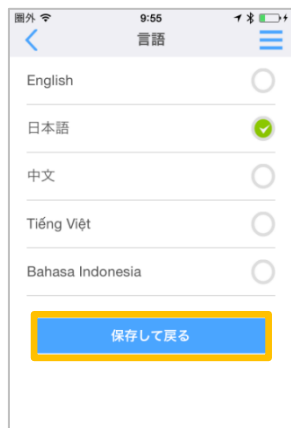 圏外 9:55
言語
English
日本語
中文
Tiếng Việt
Bahasa Indonesia
保存して戻る